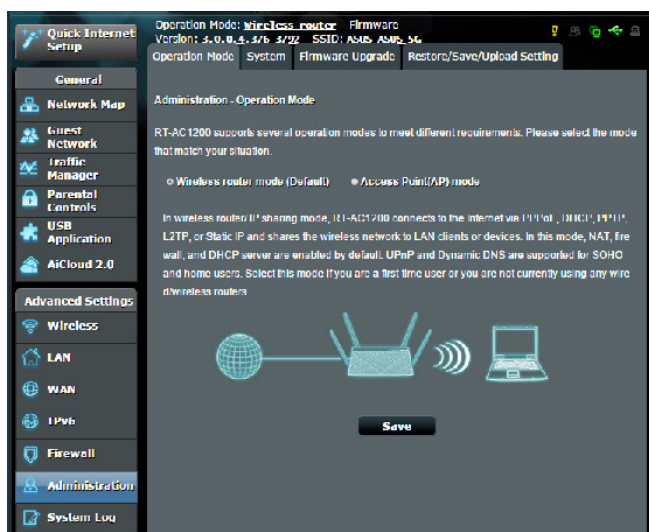 Quick Internet
Setup
General
Network Map
Guest
Network
Traffic
Manager
Parental
Controls
USB
Application
AiCloud 2.0
Advanced Settings
Wireless
LAN
WAN
IPv6
Firewall
Administration
System Log
Operation Mode: Wireless router Firmware
Version: 3.0.0.4.376 3792 SSID: ASUS ASUS_5G
Operation Mode System Firmware Upgrade Restore/Save/Upload Setting
Administration - Operation Mode
RT-AC1200 supports several operation modes to meet different requirements. Please select the mode
that match your situation.
Wireless router mode (Default) Access Point(AP) mode
In wireless router/ IP sharing mode, RT-AC1200 connects to the Internet via PPPoE, DHCP, PPTP,
L2TP, or Static IP and shares the wireless network to LAN clients or devices. In this mode, NAT, fire
wall, and DHCP server are enabled by default. UPnP and Dynamic DNS are supported for SOHO
and home users. Select this mode if you are a first time user or you are not currently using any wire
d/wireless routers
Save